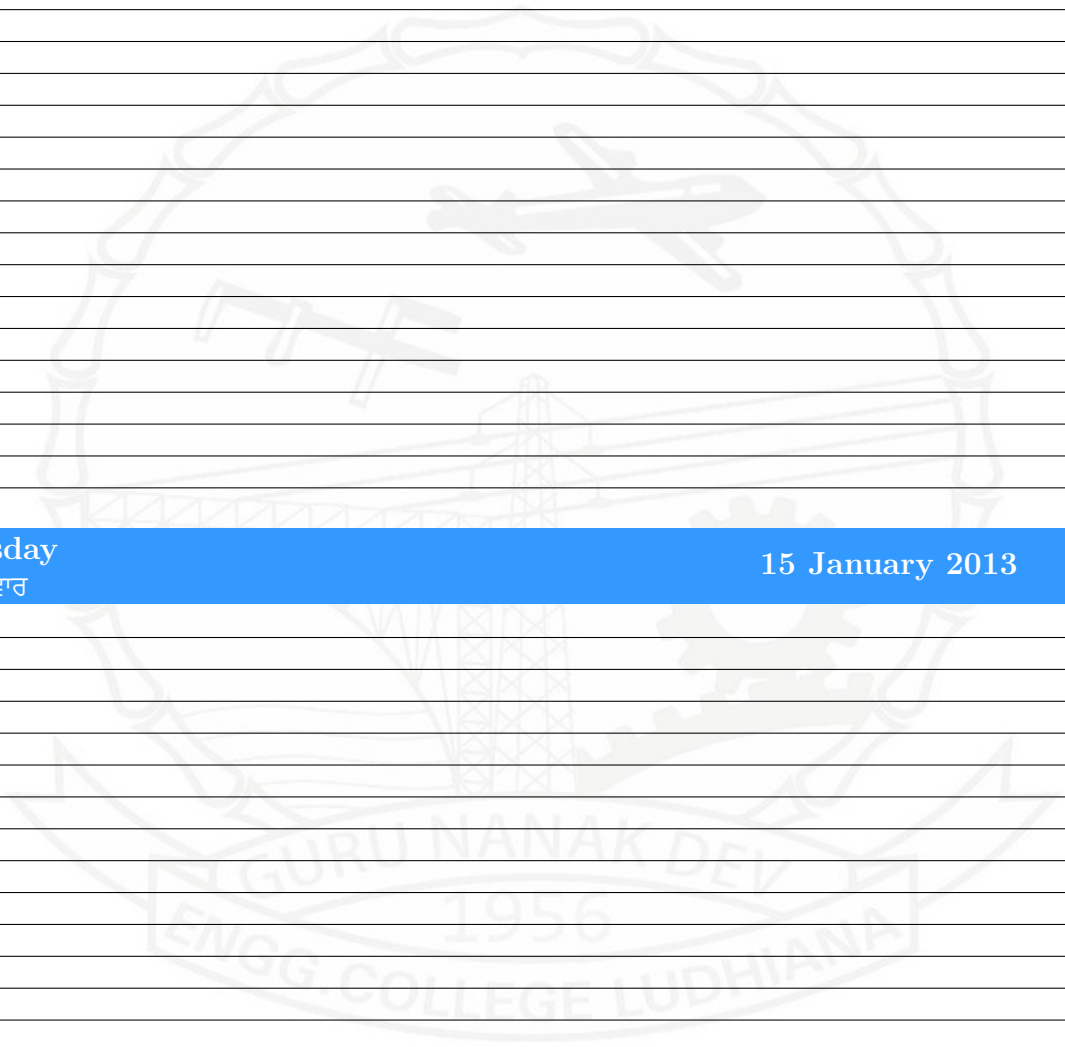 sday
ਵਾਰ
15 January 2013
GURU NANAK DEV
1956
ENGG. COLLEGE LUDHIANA